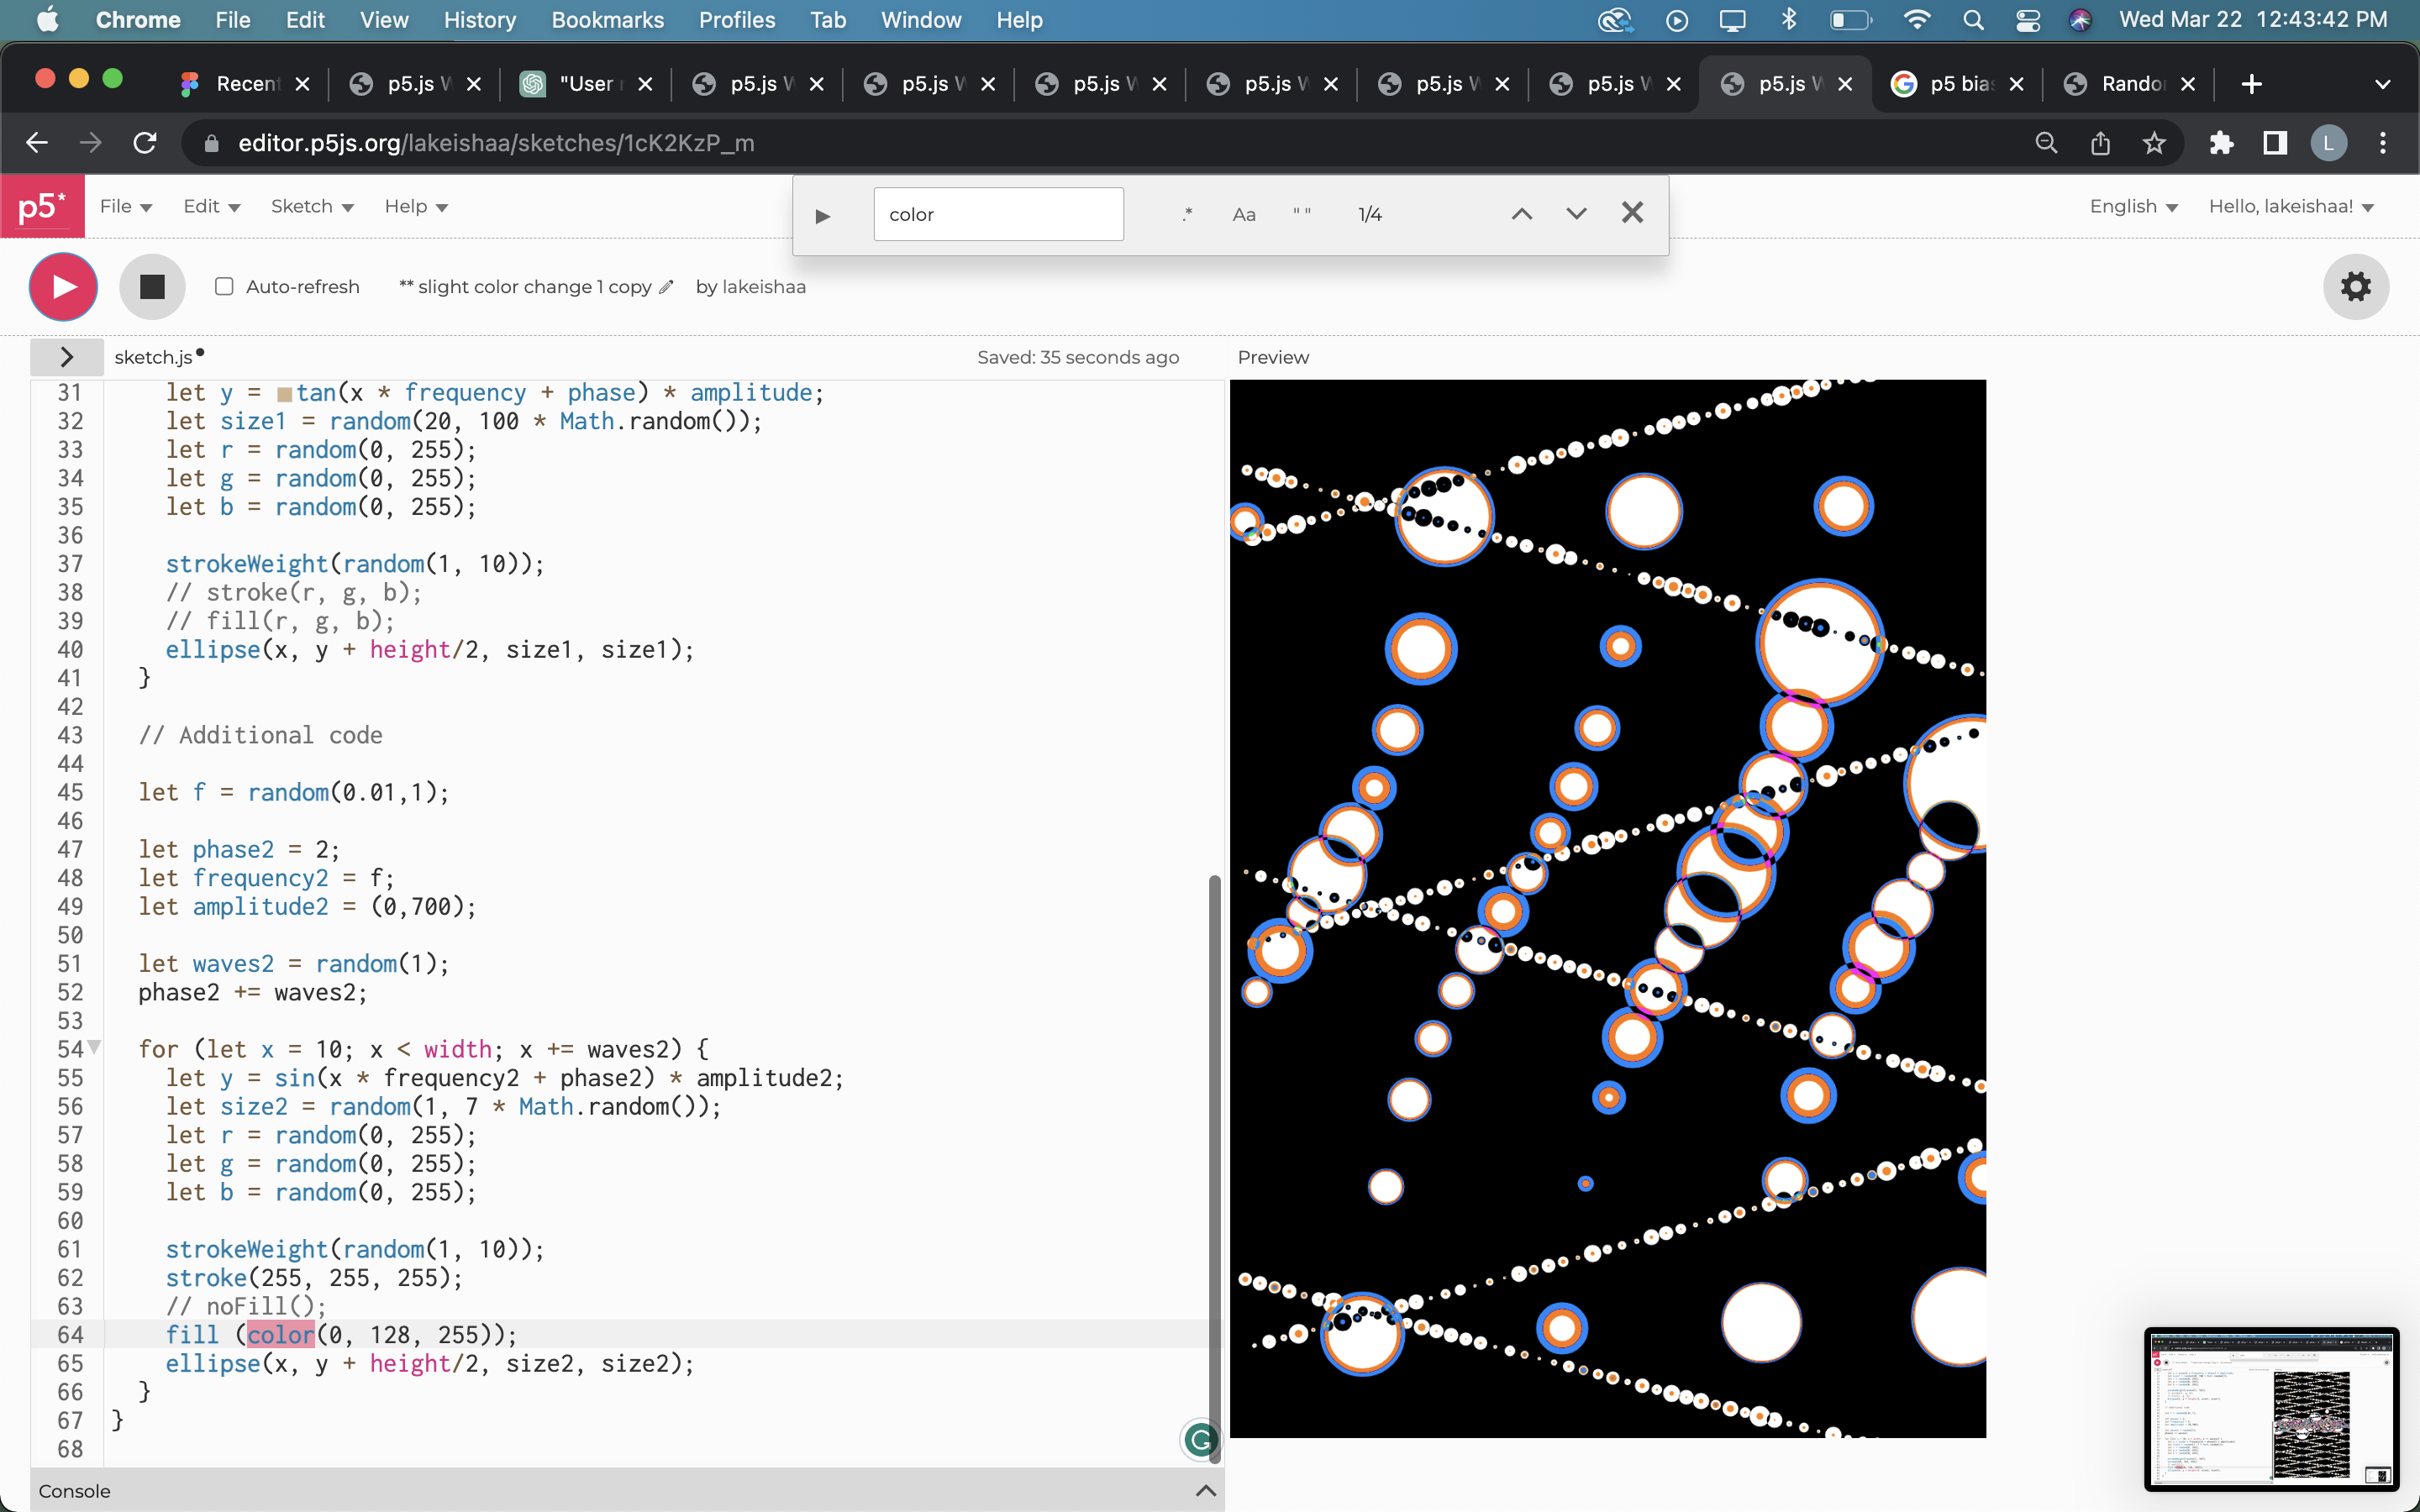 Chrome File Edit View History Bookmarks Profiles Tab Window Help Wed Mar 22 12:43:42 PM
Recent p5.js W "User p5.js W p5.js W p5.js W p5.js W p5.js W p5.js W p5.js W p5 bias Rando
editor.p5js.org/lakeishaa/sketches/1cK2KzP_m L
p5* File Edit Sketch Help color .* Aa " " 1/4 English Hello, lakeishaa!
Auto-refresh ** slight color change 1 copy by lakeishaa
sketch.js Saved: 35 seconds ago Preview
31 let y = tan(x * frequency + phase) * amplitude;
32 let size1 = random(20, 100 * Math.random());
33 let r = random(0, 255);
34 let g = random(0, 255);
35 let b = random(0, 255);
36
37 strokeWeight(random(1, 10));
38 // stroke(r, g, b);
39 // fill(r, g, b);
40 ellipse(x, y + height/2, size1, size1);
41 }
42
43 // Additional code
44
45 let f = random(0.01,1);
46
47 let phase2 = 2;
48 let frequency2 = f;
49 let amplitude2 = (0,700);
50
51 let waves2 = random(1);
52 phase2 += waves2;
53
54 for (let x = 10; x < width; x += waves2) {
55 let y = sin(x * frequency2 + phase2) * amplitude2;
56 let size2 = random(1, 7 * Math.random());
57 let r = random(0, 255);
58 let g = random(0, 255);
59 let b = random(0, 255);
60
61 strokeWeight(random(1, 10));
62 stroke(255, 255, 255);
63 // noFill();
64 fill (color(0, 128, 255));
65 ellipse(x, y + height/2, size2, size2);
66 }
67 }
68
Console